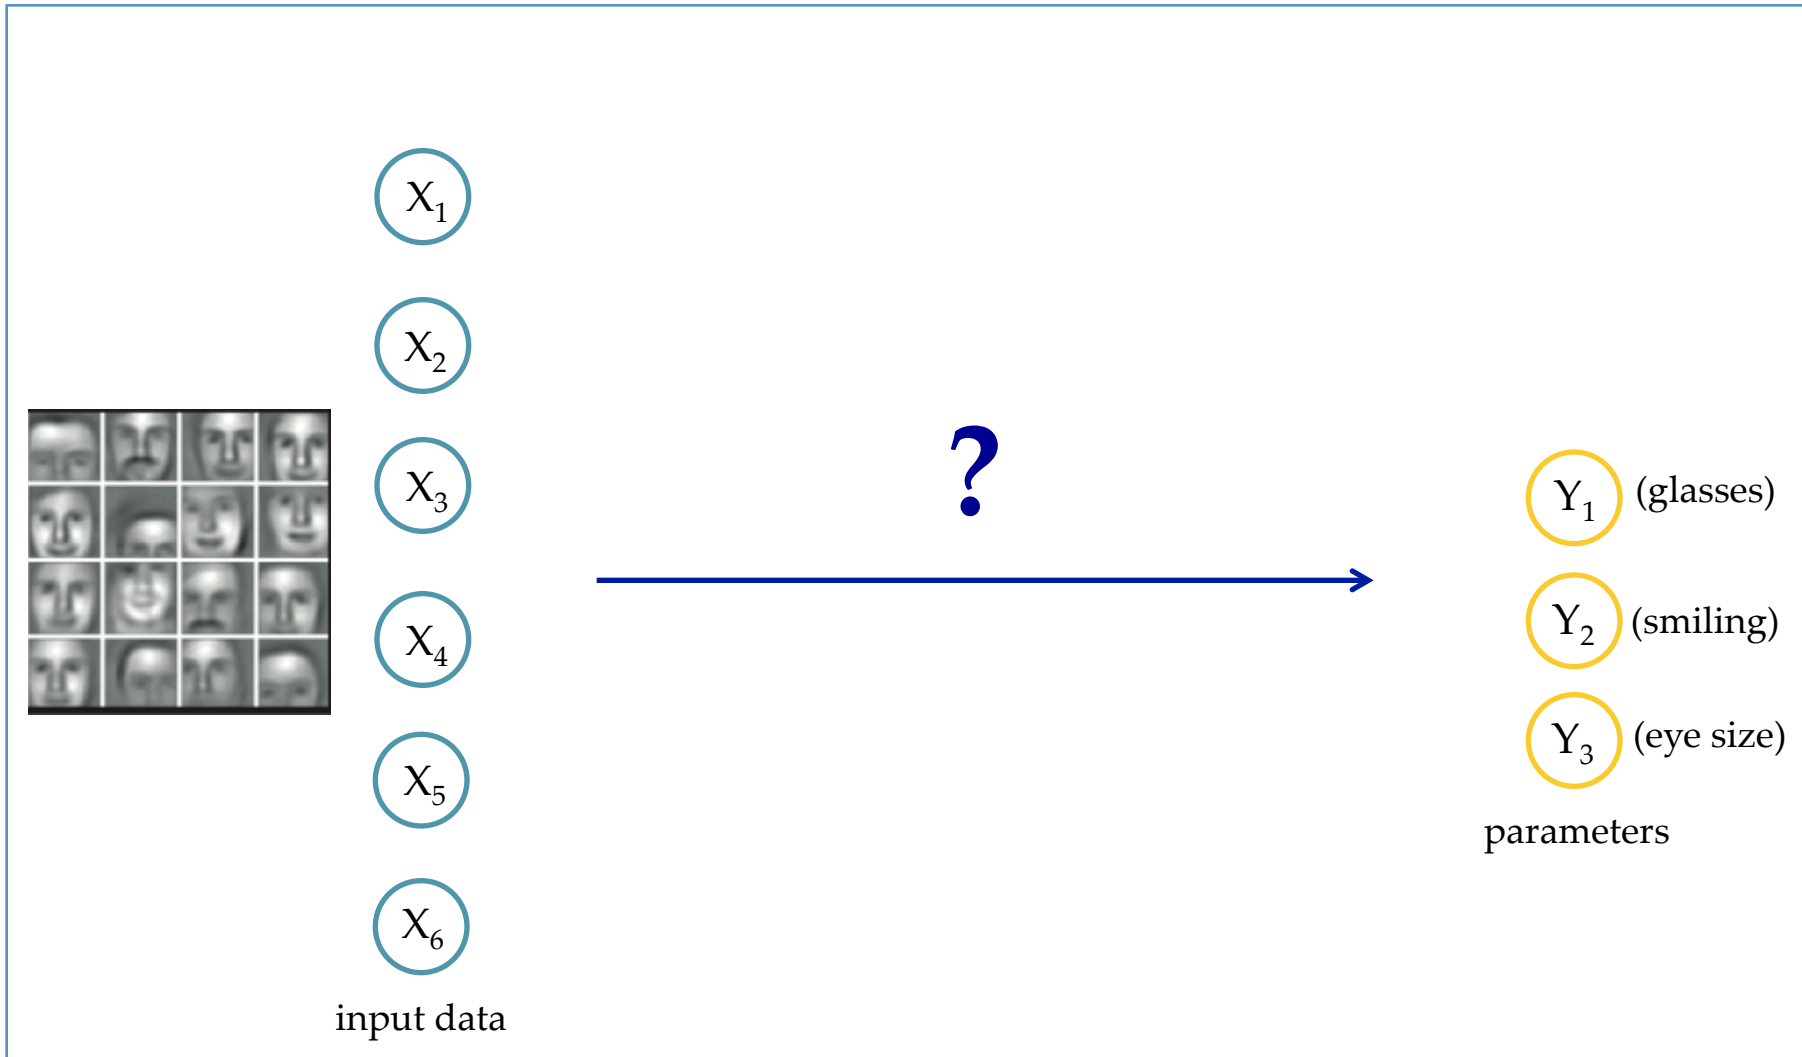 X₁
X₂
X₃
X₄
X₅
X₆
input data
?
Y₁ (glasses)
Y₂ (smiling)
Y₃ (eye size)
parameters